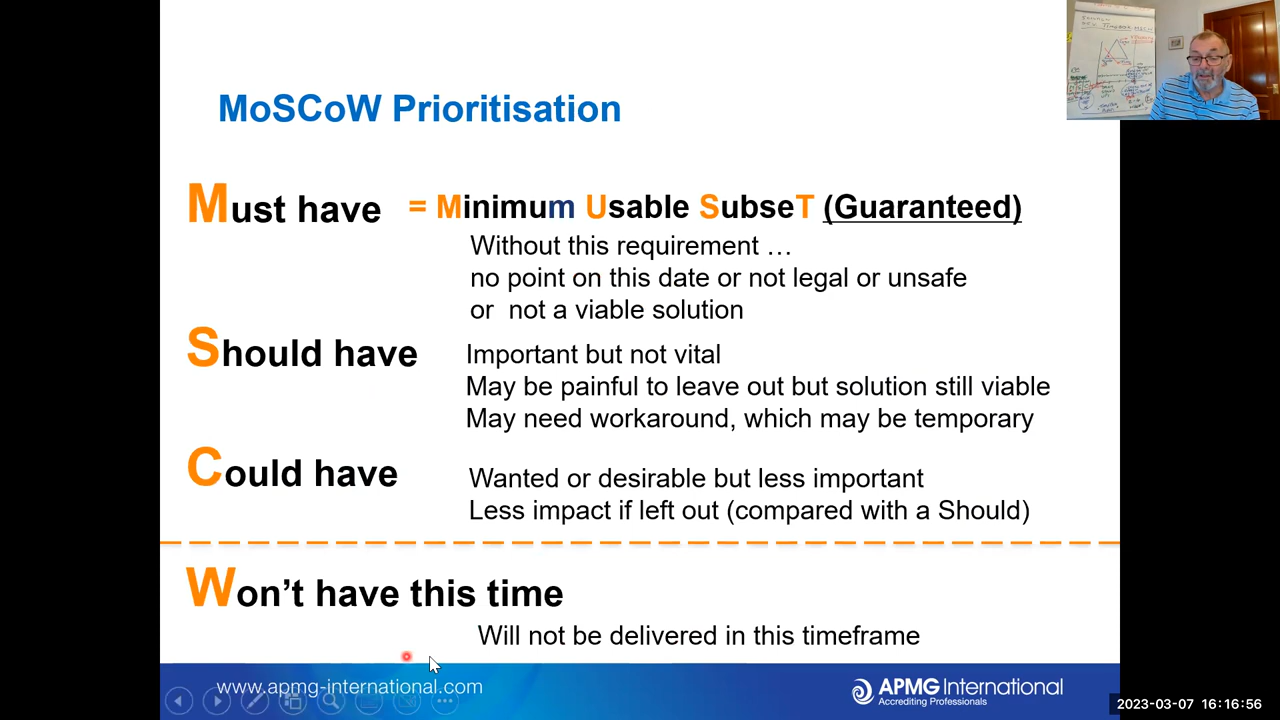 MoSCoW Prioritisation
Must have = Minimum Usable SubseT (Guaranteed)
Without this requirement …
no point on this date or not legal or unsafe
or not a viable solution
Should have
Important but not vital
May be painful to leave out but solution still viable
May need workaround, which may be temporary
Could have
Wanted or desirable but less important
Less impact if left out (compared with a Should)
Won’t have this time
Will not be delivered in this timeframe
www.apmg-international.com
APMG International
Accrediting Professionals
2023-03-07 16:16:56